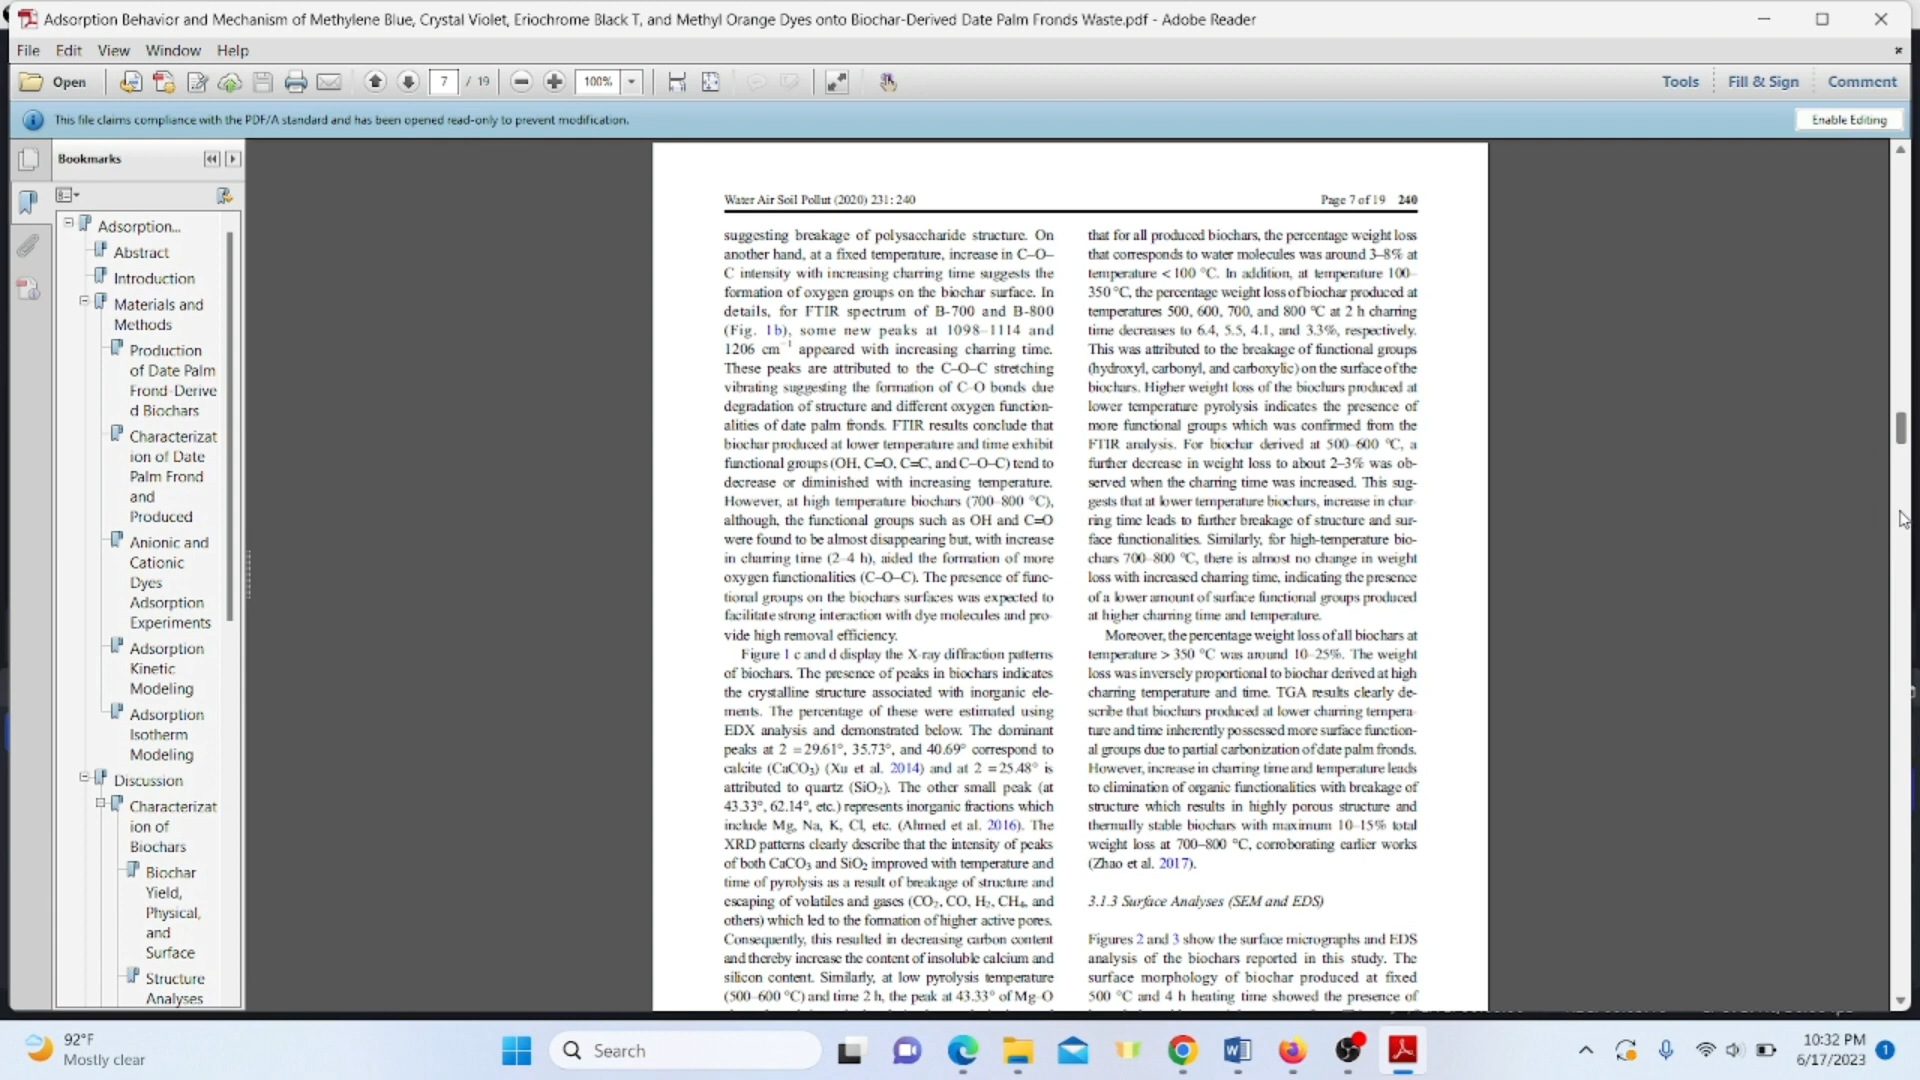 Adsorption Behavior and Mechanism of Methylene Blue, Crystal Violet, Eriochrome Black T, and Methyl Orange Dyes onto Biochar-Derived Date Palm Fronds Waste.pdf - Adobe Reader
File Edit View Window Help
Open 7 / 19 100% Tools Fill & Sign Comment
This file claims compliance with the PDF/A standard and has been opened read-only to prevent modification. Enable Editing
Bookmarks
Adsorption...
Abstract
Introduction
Materials and
Methods
Production
of Date Palm
Frond-Derive
d Biochars
Characterizat
ion of Date
Palm Frond
and
Produced
Anionic and
Cationic
Dyes
Adsorption
Experiments
Adsorption
Kinetic
Modeling
Adsorption
Isotherm
Modeling
Discussion
Characterizat
ion of
Biochars
Biochar
Yield,
Physical,
and
Surface
Structure
Analyses
Water Air Soil Pollut (2020) 231: 240 Page 7 of 19 240
suggesting breakage of polysaccharide structure. On
another hand, at a fixed temperature, increase in C–O–
C intensity with increasing charring time suggests the
formation of oxygen groups on the biochar surface. In
details, for FTIR spectrum of B-700 and B-800
(Fig. 1b), some new peaks at 1098–1114 and
1206 cm⁻¹ appeared with increasing charring time.
These peaks are attributed to the C–O–C stretching
vibrating suggesting the formation of C–O bonds due
degradation of structure and different oxygen function-
alities of date palm fronds. FTIR results conclude that
biochar produced at lower temperature and time exhibit
functional groups (OH, C=O, C=C, and C–O–C) tend to
decrease or diminished with increasing temperature.
However, at high temperature biochars (700–800 °C),
although, the functional groups such as OH and C=O
were found to be almost disappearing but, with increase
in charring time (2–4 h), aided the formation of more
oxygen functionalities (C–O–C). The presence of func-
tional groups on the biochars surfaces was expected to
facilitate strong interaction with dye molecules and pro-
vide high removal efficiency.
Figure 1 c and d display the X-ray diffraction patterns
of biochars. The presence of peaks in biochars indicates
the crystalline structure associated with inorganic ele-
ments. The percentage of these were estimated using
EDX analysis and demonstrated below. The dominant
peaks at 2 = 29.61°, 35.73°, and 40.69° correspond to
calcite (CaCO₃) (Xu et al. 2014) and at 2 = 25.48° is
attributed to quartz (SiO₂). The other small peak (at
43.33°, 62.14°, etc.) represents inorganic fractions which
include Mg, Na, K, Cl, etc. (Ahmed et al. 2016). The
XRD patterns clearly describe that the intensity of peaks
of both CaCO₃ and SiO₂ improved with temperature and
time of pyrolysis as a result of breakage of structure and
escaping of volatiles and gases (CO₂, CO, H₂, CH₄, and
others) which led to the formation of higher active pores.
Consequently, this resulted in decreasing carbon content
and thereby increase the content of insoluble calcium and
silicon content. Similarly, at low pyrolysis temperature
(500–600 °C) and time 2 h, the peak at 43.33° of Mg–O
that for all produced biochars, the percentage weight loss
that corresponds to water molecules was around 3–8% at
temperature < 100 °C. In addition, at temperature 100–
350 °C, the percentage weight loss of biochar produced at
temperatures 500, 600, 700, and 800 °C at 2 h charring
time decreases to 6.4, 5.5, 4.1, and 3.3%, respectively.
This was attributed to the breakage of functional groups
(hydroxyl, carbonyl, and carboxylic) on the surface of the
biochars. Higher weight loss of the biochars produced at
lower temperature pyrolysis indicates the presence of
more functional groups which was confirmed from the
FTIR analysis. For biochar derived at 500–600 °C, a
further decrease in weight loss to about 2–3% was ob-
served when the charring time was increased. This sug-
gests that at lower temperature biochars, increase in char-
ring time leads to further breakage of structure and sur-
face functionalities. Similarly, for high-temperature bio-
chars 700–800 °C, there is almost no change in weight
loss with increased charring time, indicating the presence
of a lower amount of surface functional groups produced
at higher charring time and temperature.
Moreover, the percentage weight loss of all biochars at
temperature > 350 °C was around 10–25%. The weight
loss was inversely proportional to biochar derived at high
charring temperature and time. TGA results clearly de-
scribe that biochars produced at lower charring tempera-
ture and time inherently possessed more surface function-
al groups due to partial carbonization of date palm fronds.
However, increase in charring time and temperature leads
to elimination of organic functionalities with breakage of
structure which results in highly porous structure and
thermally stable biochars with maximum 10–15% total
weight loss at 700–800 °C, corroborating earlier works
(Zhao et al. 2017).
3.1.3 Surface Analyses (SEM and EDS)
Figures 2 and 3 show the surface micrographs and EDS
analysis of the biochars reported in this study. The
surface morphology of biochar produced at fixed
500 °C and 4 h heating time showed the presence of
92°F
Mostly clear
Search
10:32 PM
6/17/2023
1